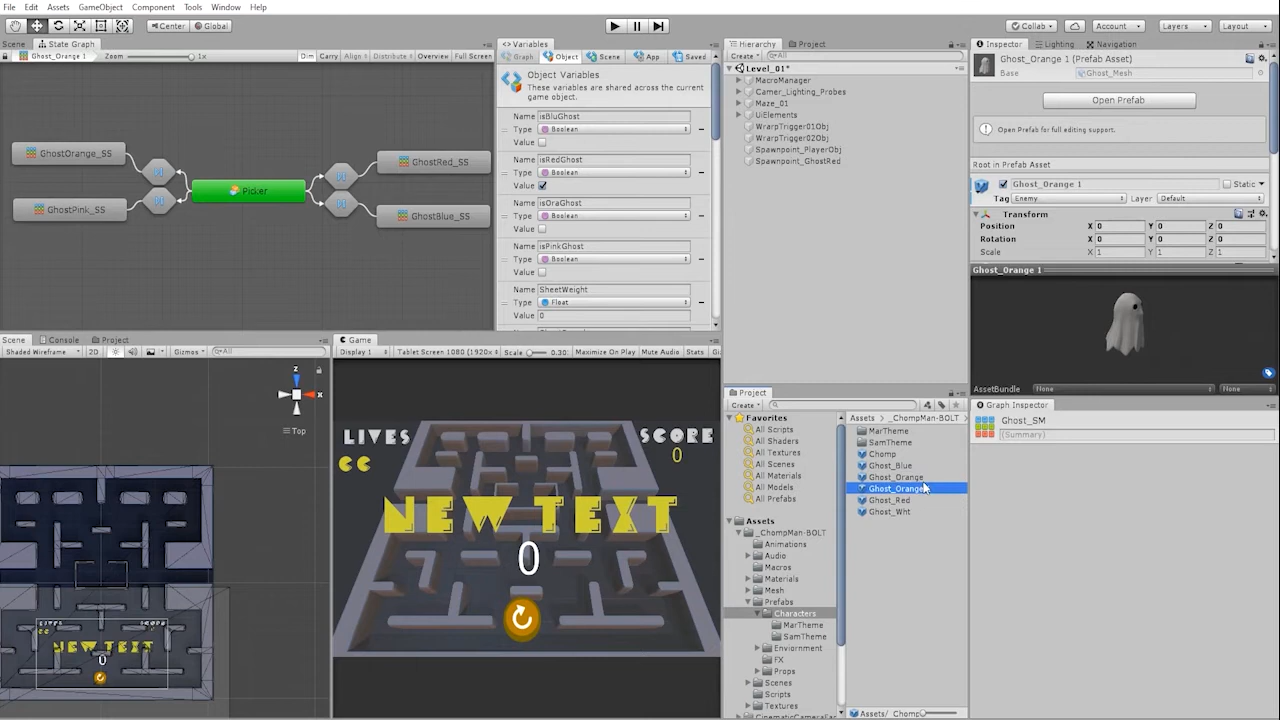 File Edit Assets GameObject Component Tools Window Help
Center Global Collab Account Layers Layout
Scene State Graph
Ghost_Orange 1 Zoom 1x Dim Carry Align Distribute Overview Full Screen
GhostOrange_SS
GhostPink_SS
Picker
GhostRed_SS
GhostBlue_SS
Variables
Graph Object Scene App Saved
Object Variables
These variables are shared across the current
game object.
Name isBluGhost
Type Boolean
Value
Name isRedGhost
Type Boolean
Value
Name isOraGhost
Type Boolean
Value
Name isPinkGhost
Type Boolean
Value
Name SheetWeight
Type Float
Value 0
Hierarchy Project
Create All
Level_01*
MacroManager
Camer_Lighting_Probes
Maze_01
UiElements
WrarpTrigger01Obj
WrarpTrigger02Obj
Spawnpoint_PlayerObj
Spawnpoint_GhostRed
Inspector Lighting Navigation
Ghost_Orange 1 (Prefab Asset)
Base Ghost_Mesh
Open Prefab
Open Prefab for full editing support.
Root in Prefab Asset
Ghost_Orange 1 Static
Tag Enemy Layer Default
Transform
Position X 0 Y 0 Z 0
Rotation X 0 Y 0 Z 0
Scale X 1 Y 1 Z 1
Ghost_Orange 1
AssetBundle None None
Graph Inspector
Ghost_SM
(Summary)
Scene Console Project
Shaded Wireframe 2D Gizmos All
z
x
Top
Game
Display 1 Tablet Screen 1080 (1920x Scale 0.30 Maximize On Play Mute Audio Stats
LIVES
SCORE
CC
0
NEW TEXT
0
LIVES
SCORE
NEW TEXT
0
Project
Create
Favorites
All Scripts
All Shaders
All Textures
All Scenes
All Materials
All Models
All Prefabs
Assets
_ChompMan-BOLT
Animations
Audio
Macros
Materials
Mesh
Prefabs
Characters
MarTheme
SamTheme
Enviornment
FX
Props
Scenes
Scripts
Textures
Assets > _ChompMan-BOLT >
MarTheme
SamTheme
Chomp
Ghost_Blue
Ghost_Orange
Ghost_Orange
Ghost_Red
Ghost_Wht